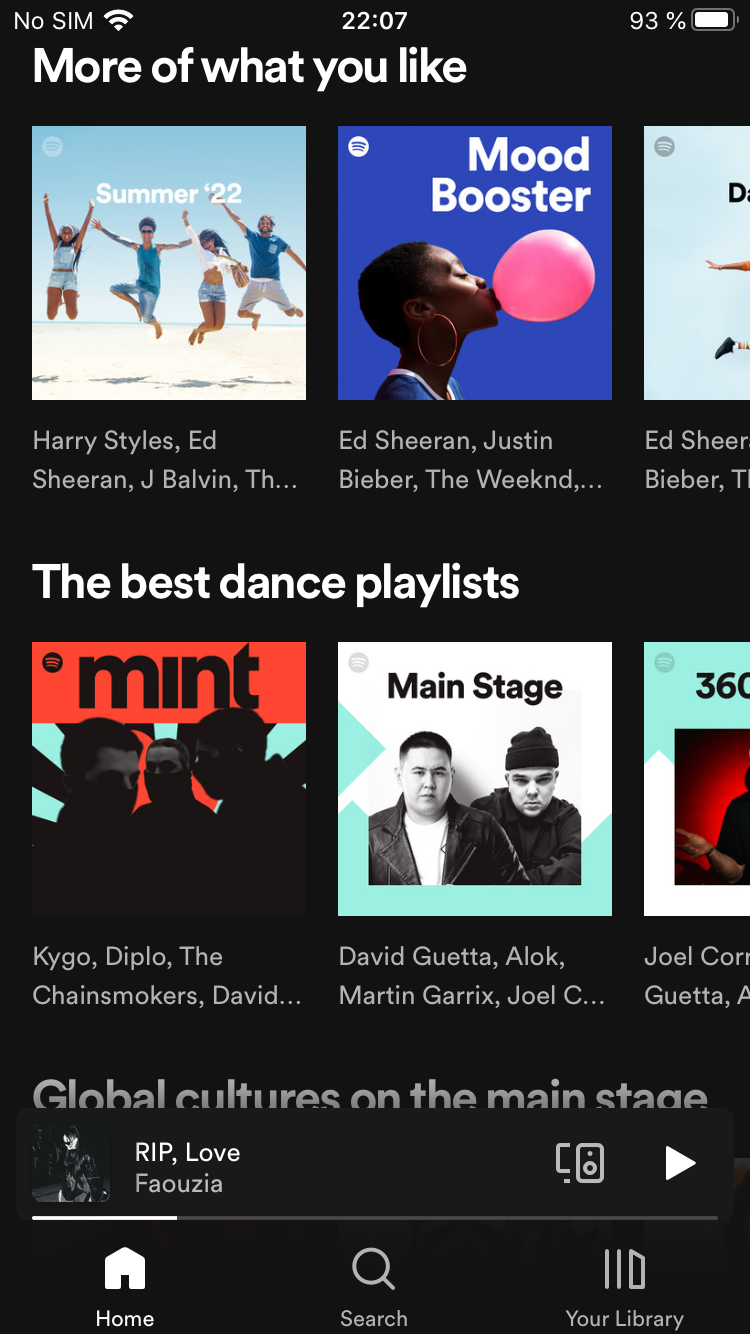 No SIM 22:07 93 %
More of what you like
Summer ‘22
Mood
Booster
Da
Harry Styles, Ed
Sheeran, J Balvin, Th...
Ed Sheeran, Justin
Bieber, The Weeknd,...
Ed Sheer
Bieber, T
The best dance playlists
mint
Main Stage
360
Kygo, Diplo, The
Chainsmokers, David...
David Guetta, Alok,
Martin Garrix, Joel C...
Joel Corr
Guetta, A
Global cultures on the main stage
RIP, Love
Faouzia
Home Search Your Library